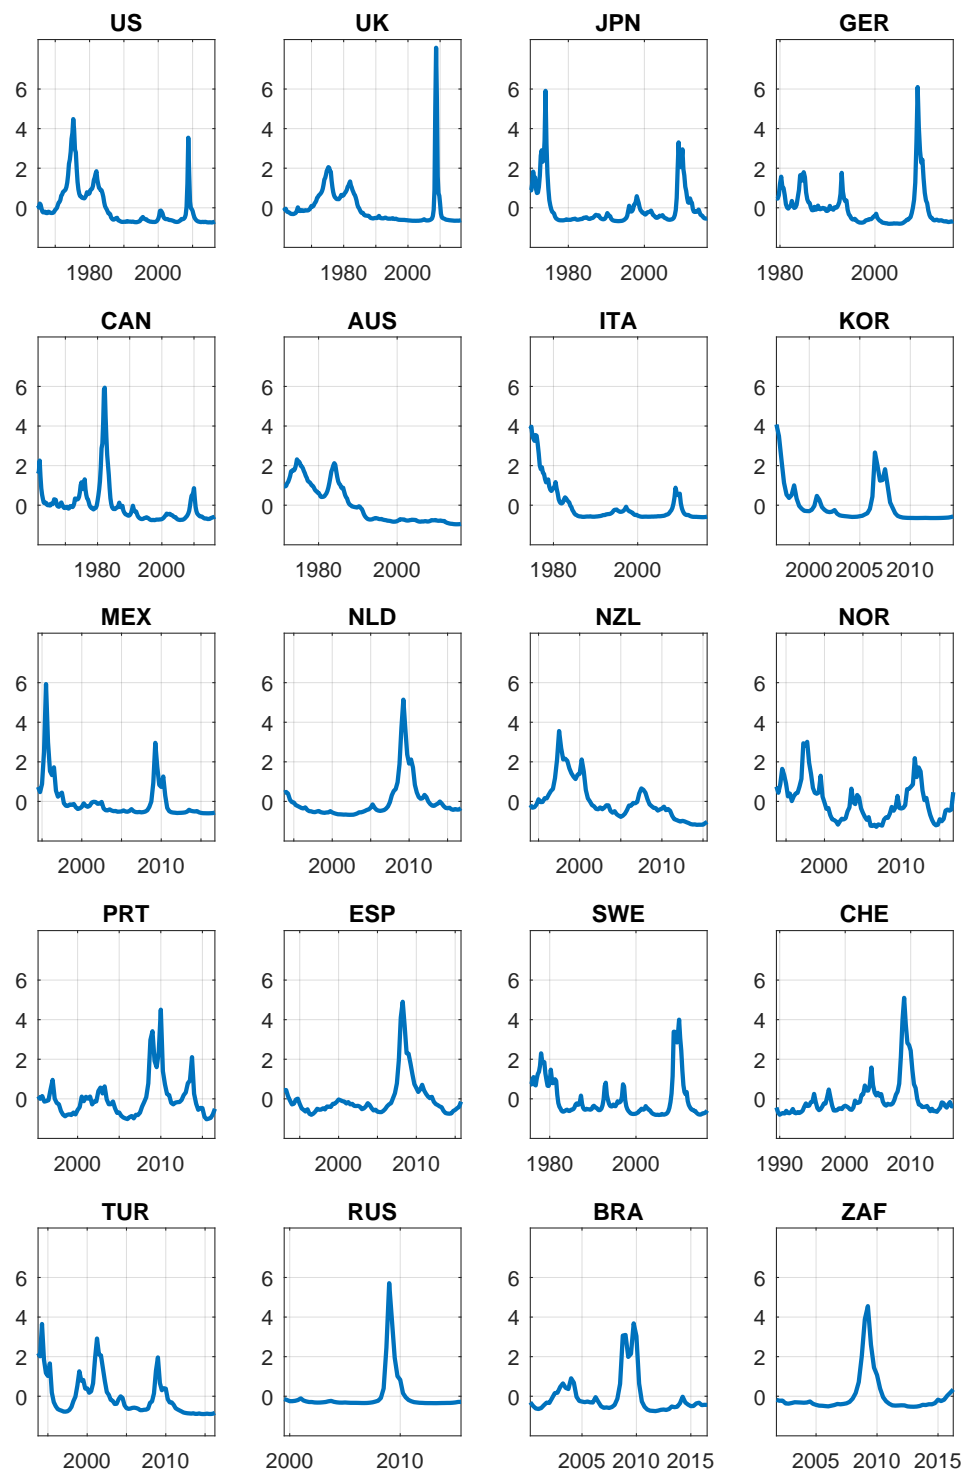 US UK JPN GER
6 6 6 6
4 4 4 4
2 2 2 2
0 0 0 0
1980 2000 1980 2000 1980 2000 1980 2000
CAN AUS ITA KOR
6 6 6 6
4 4 4 4
2 2 2 2
0 0 0 0
1980 2000 1980 2000 1980 2000 2000 2005 2010
MEX NLD NZL NOR
6 6 6 6
4 4 4 4
2 2 2 2
0 0 0 0
2000 2010 2000 2010 2000 2010 2000 2010
PRT ESP SWE CHE
6 6 6 6
4 4 4 4
2 2 2 2
0 0 0 0
2000 2010 2000 2010 1980 2000 1990 2000 2010
TUR RUS BRA ZAF
6 6 6 6
4 4 4 4
2 2 2 2
0 0 0 0
2000 2010 2000 2010 2005 2010 2015 2005 2010 2015